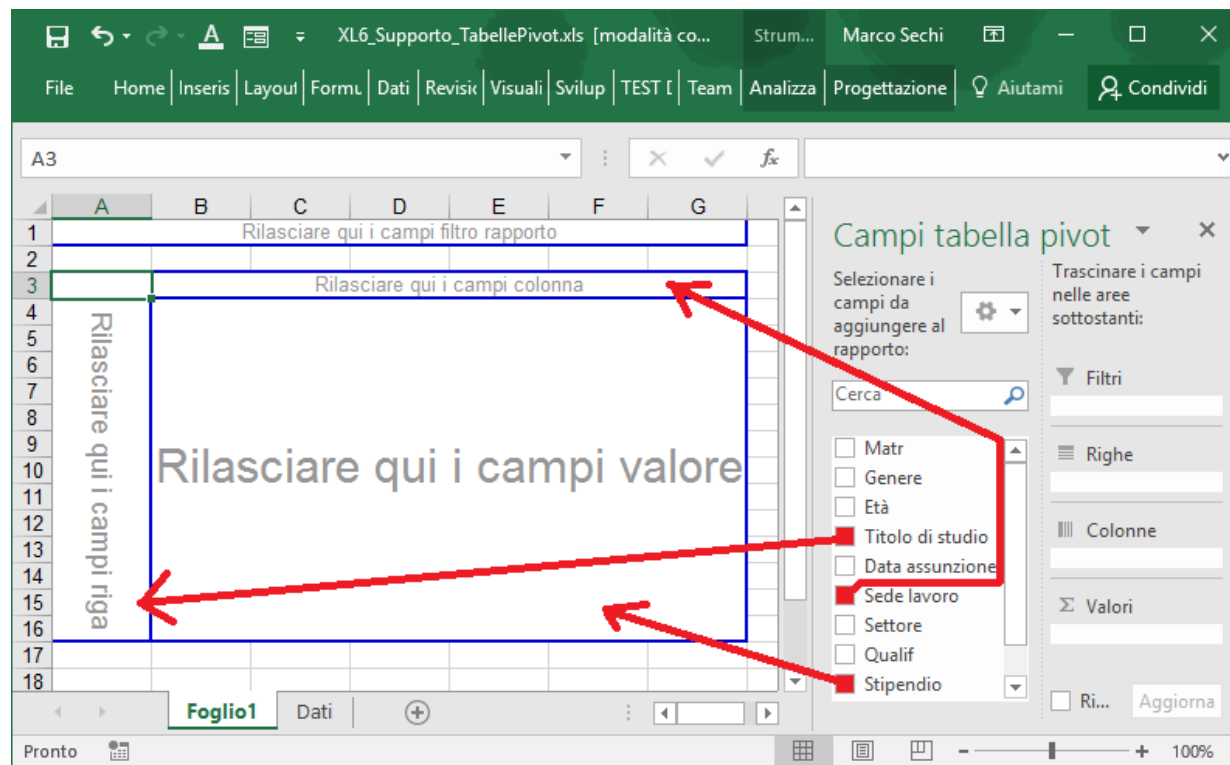 XL6_Supporto_TabellePivot.xls [modalità co... Strum... Marco Sechi
File Home Inseris Layout Formu Dati Revisic Visuali Svilup TEST D Team Analizza Progettazione Aiutami Condividi
A3 fx
A B C D E F G
1 Rilasciare qui i campi filtro rapporto
2
3 Rilasciare qui i campi colonna
4
5
6
7
8
9
10
11
12
13
14
15
16
17
18
Rilasciare qui i campi riga
Rilasciare qui i campi valore
Campi tabella pivot
Selezionare i
campi da
aggiungere al
rapporto:
Cerca
Matr
Genere
Età
Titolo di studio
Data assunzione
Sede lavoro
Settore
Qualif
Stipendio
Trascinare i campi
nelle aree
sottostanti:
Filtri
Righe
Colonne
Σ Valori
Ri... Aggiorna
Foglio1 Dati
Pronto 100%